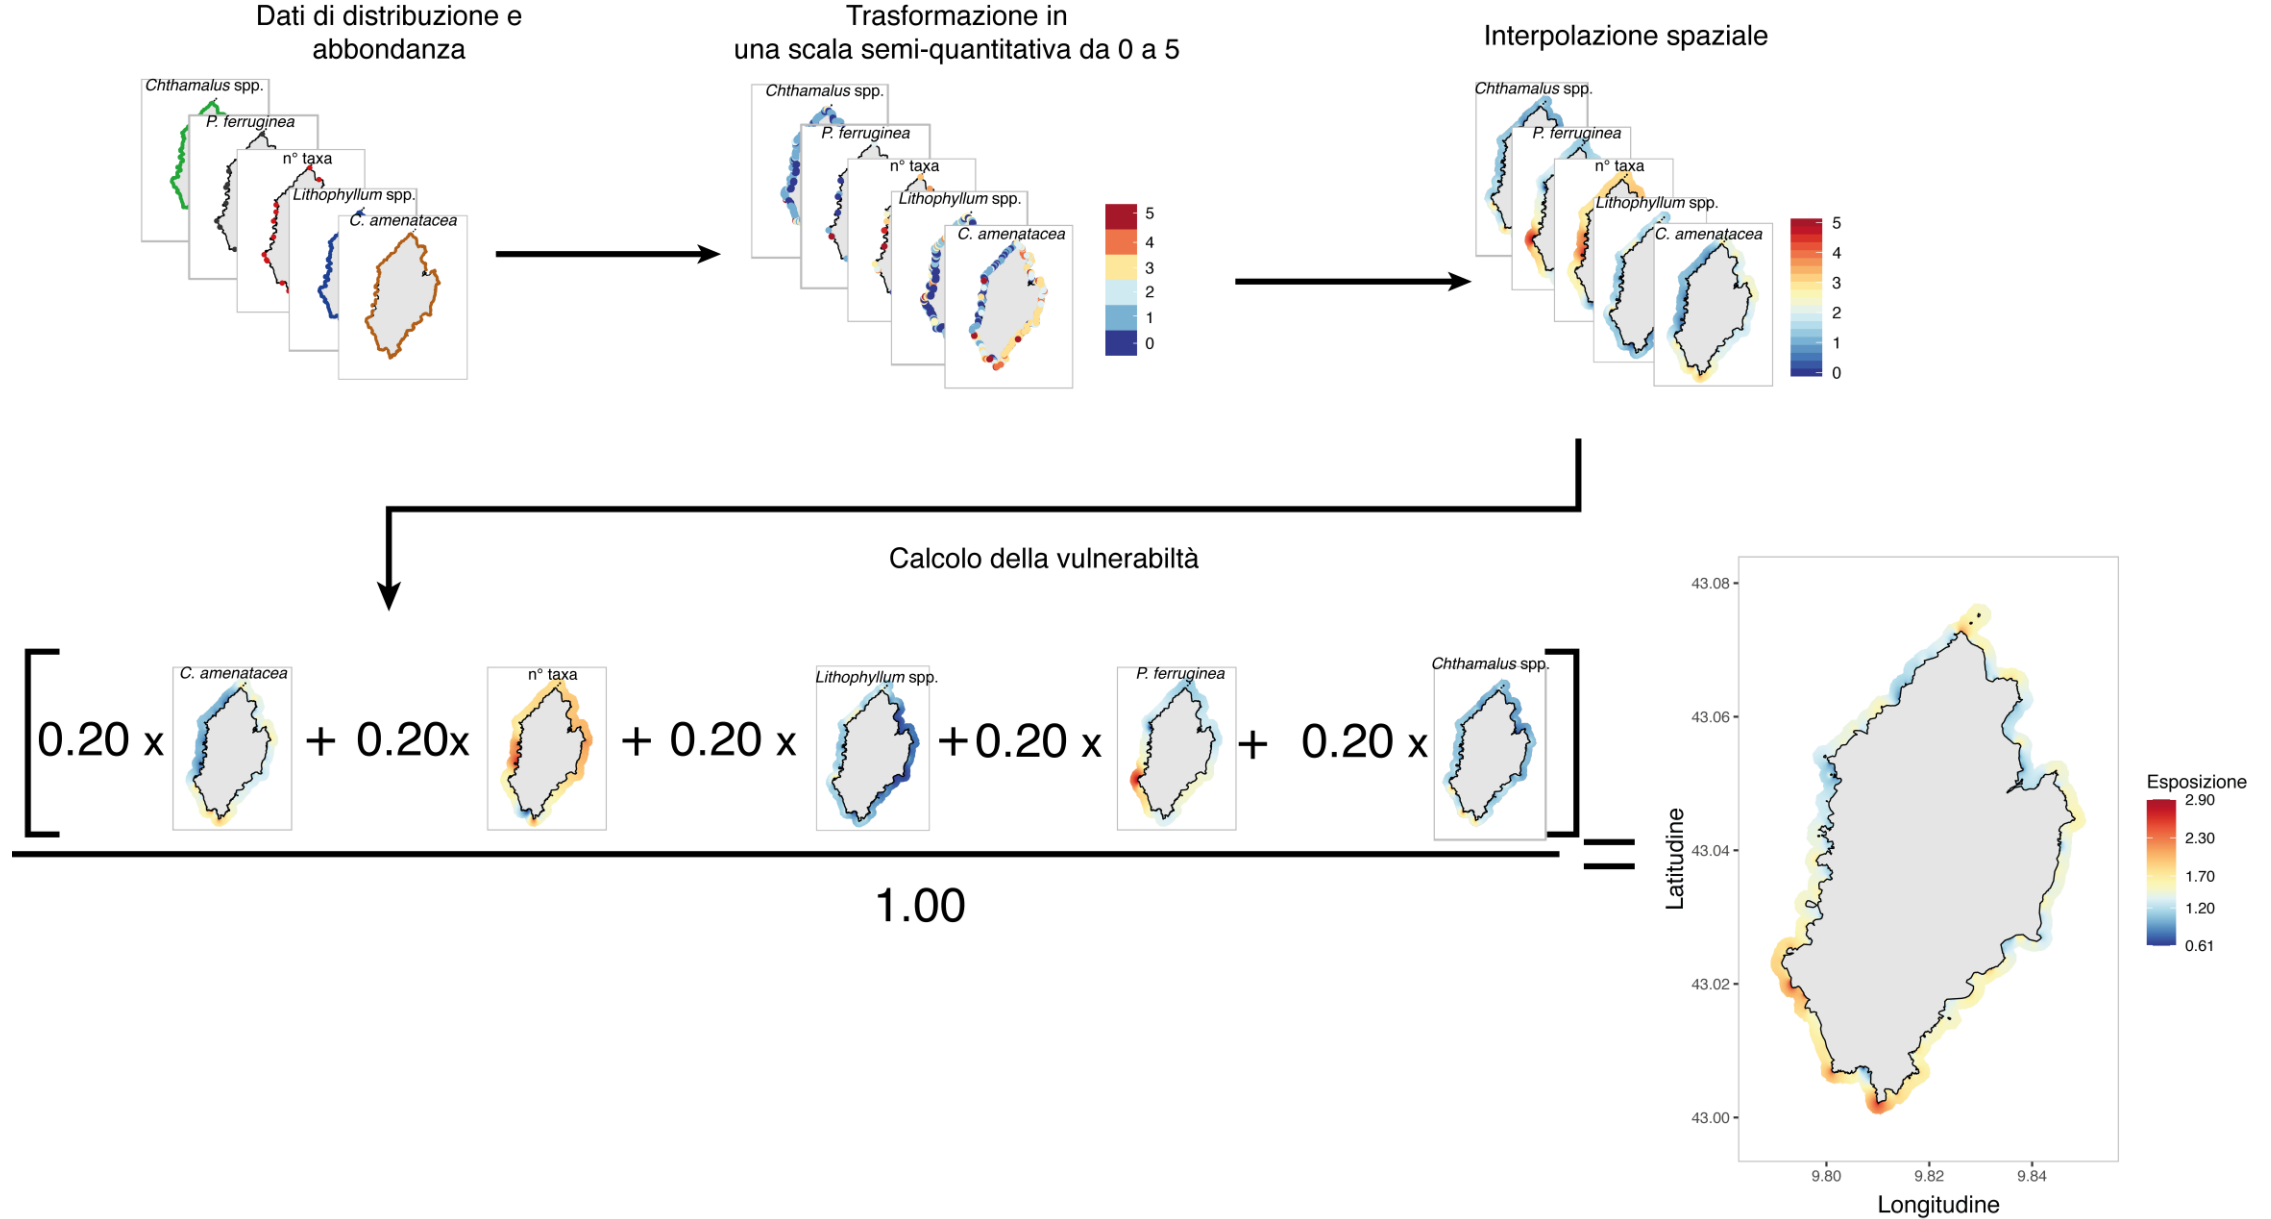 Dati di distribuzione e
abbondanza
Chthamalus spp.
P. ferruginea
n° taxa
Lithophyllum spp.
C. amenatacea
Trasformazione in
una scala semi-quantitativa da 0 a 5
Chthamalus spp.
P. ferruginea
n° taxa
Lithophyllum spp.
C. amenatacea
5
4
3
2
1
0
Interpolazione spaziale
Chthamalus spp.
P. ferruginea
n° taxa
Lithophyllum spp.
C. amenatacea
5
4
3
2
1
0
Calcolo della vulnerabiltà
C. amenatacea
n° taxa
Lithophyllum spp.
P. ferruginea
Chthamalus spp.
0.20 x + 0.20x + 0.20 x +0.20 x + 0.20 x
=
1.00
43.08
43.06
43.04
43.02
43.00
Latitudine
9.80 9.82 9.84
Longitudine
Esposizione
2.90
2.30
1.70
1.20
0.61